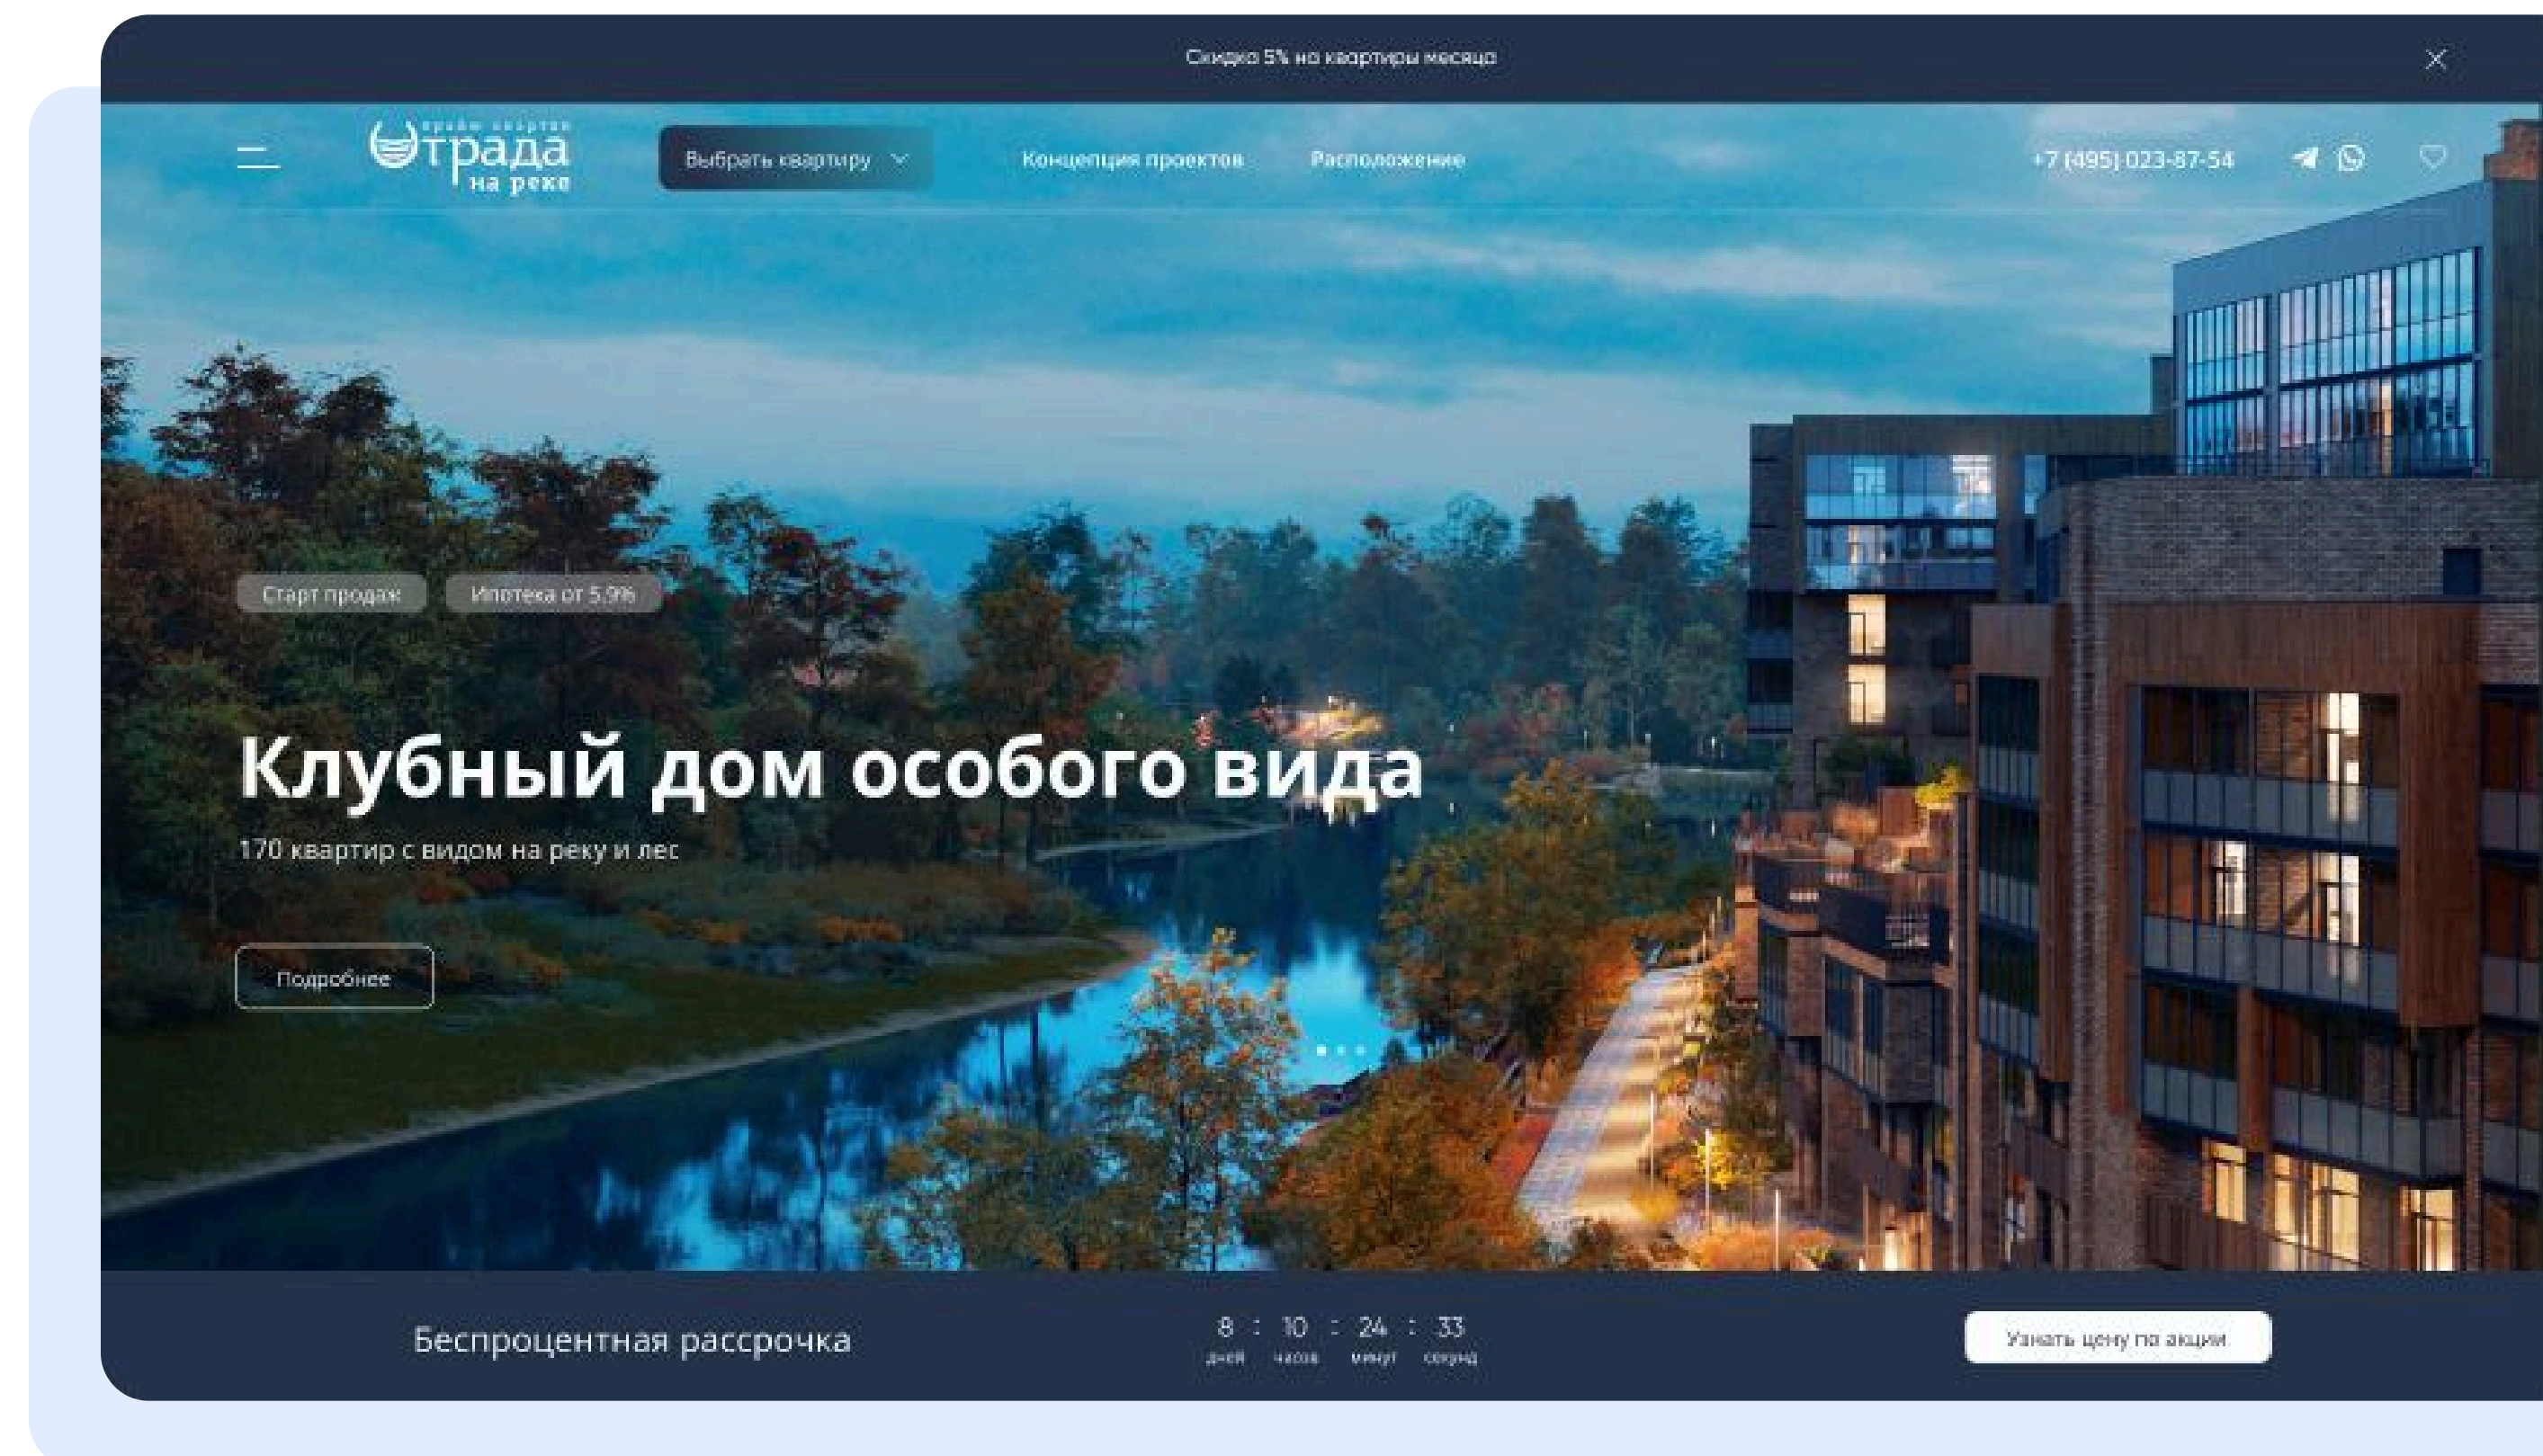 Скидка 5% на квартиры месяца
прайм квартал
Отрада
на реке
Выбрать квартиру
Концепция проектов
Расположение
+7 (495) 023-87-54
Старт продаж
Ипотека от 5,9%
Клубный дом особого вида
170 квартир с видом на реку и лес
Подробнее
Беспроцентная рассрочка
8 : 10 : 24 : 33
дней часов минут секунд
Узнать цену по акции